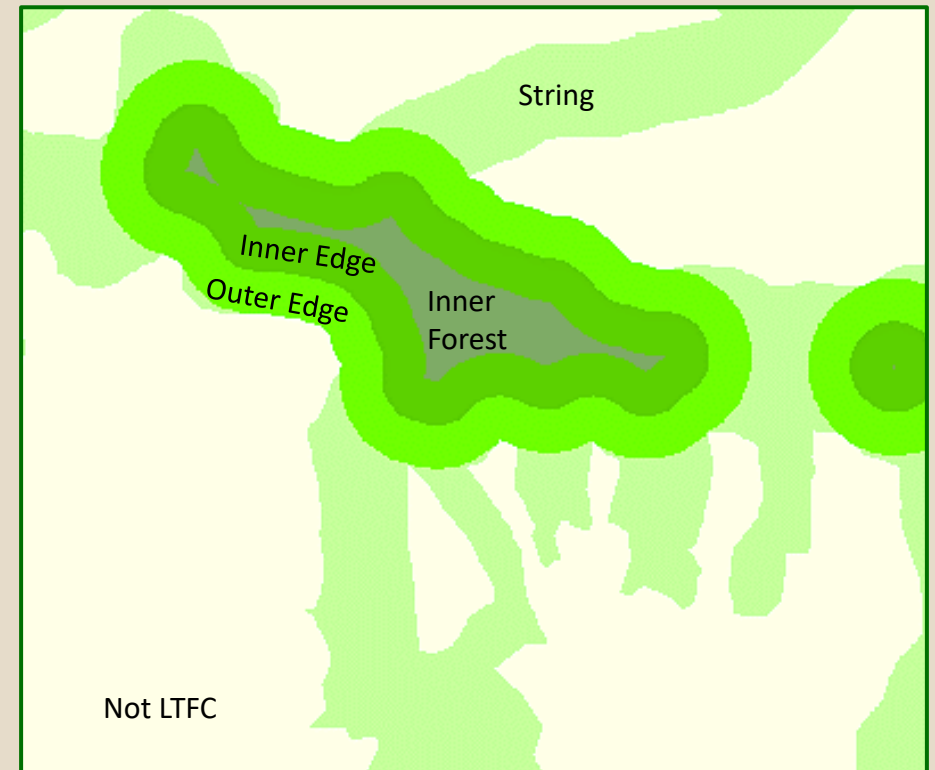 String
Inner Edge
Outer Edge
Inner
Forest
Not LTFC